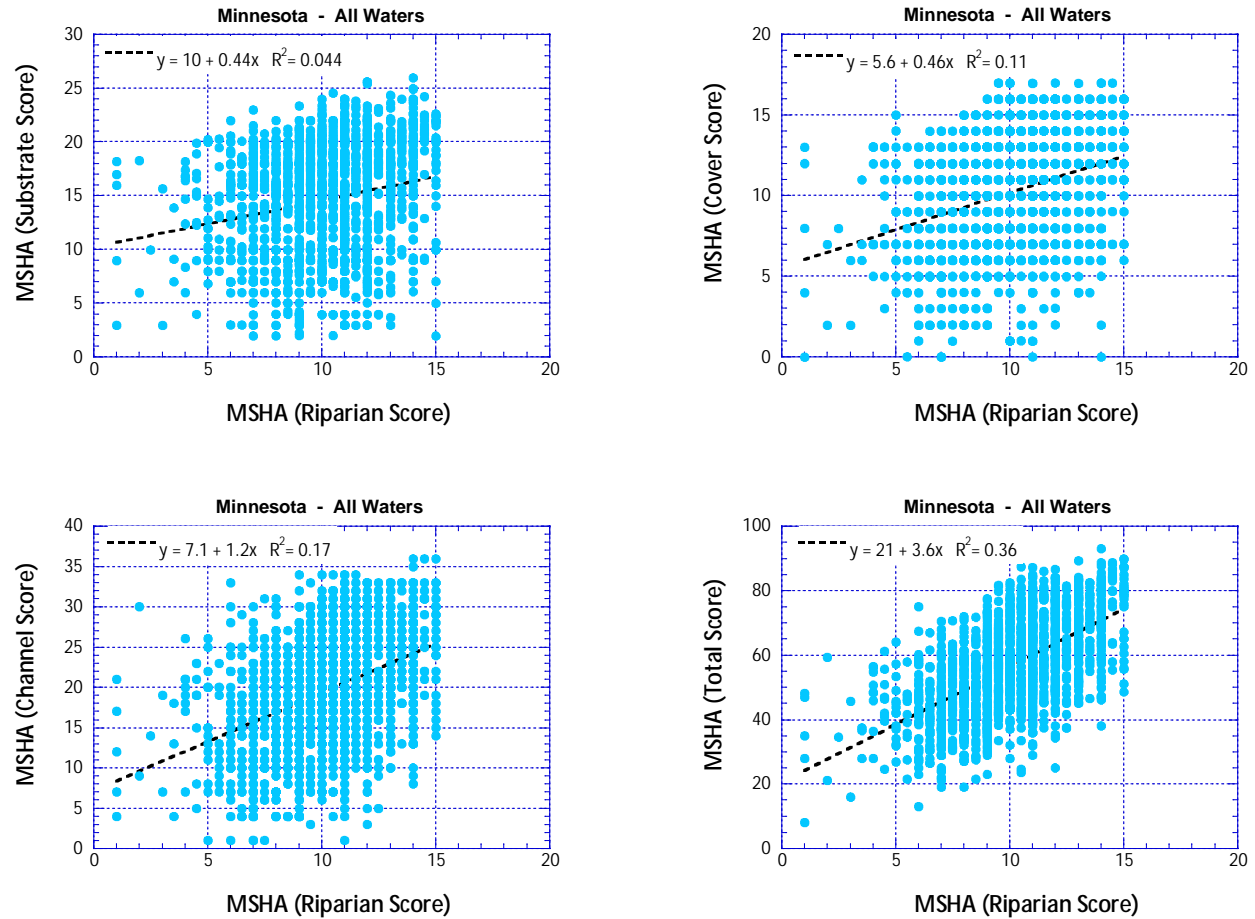 Minnesota - All Waters
y = 10 + 0.44x R²= 0.044
MSHA (Substrate Score)
30
25
20
15
10
5
0
0 5 10 15 20
MSHA (Riparian Score)
Minnesota - All Waters
y = 5.6 + 0.46x R²= 0.11
MSHA (Cover Score)
20
15
10
5
0
0 5 10 15 20
MSHA (Riparian Score)
Minnesota - All Waters
y = 7.1 + 1.2x R²= 0.17
MSHA (Channel Score)
40
35
30
25
20
15
10
5
0
0 5 10 15 20
MSHA (Riparian Score)
Minnesota - All Waters
y = 21 + 3.6x R²= 0.36
MSHA (Total Score)
100
80
60
40
20
0
0 5 10 15 20
MSHA (Riparian Score)